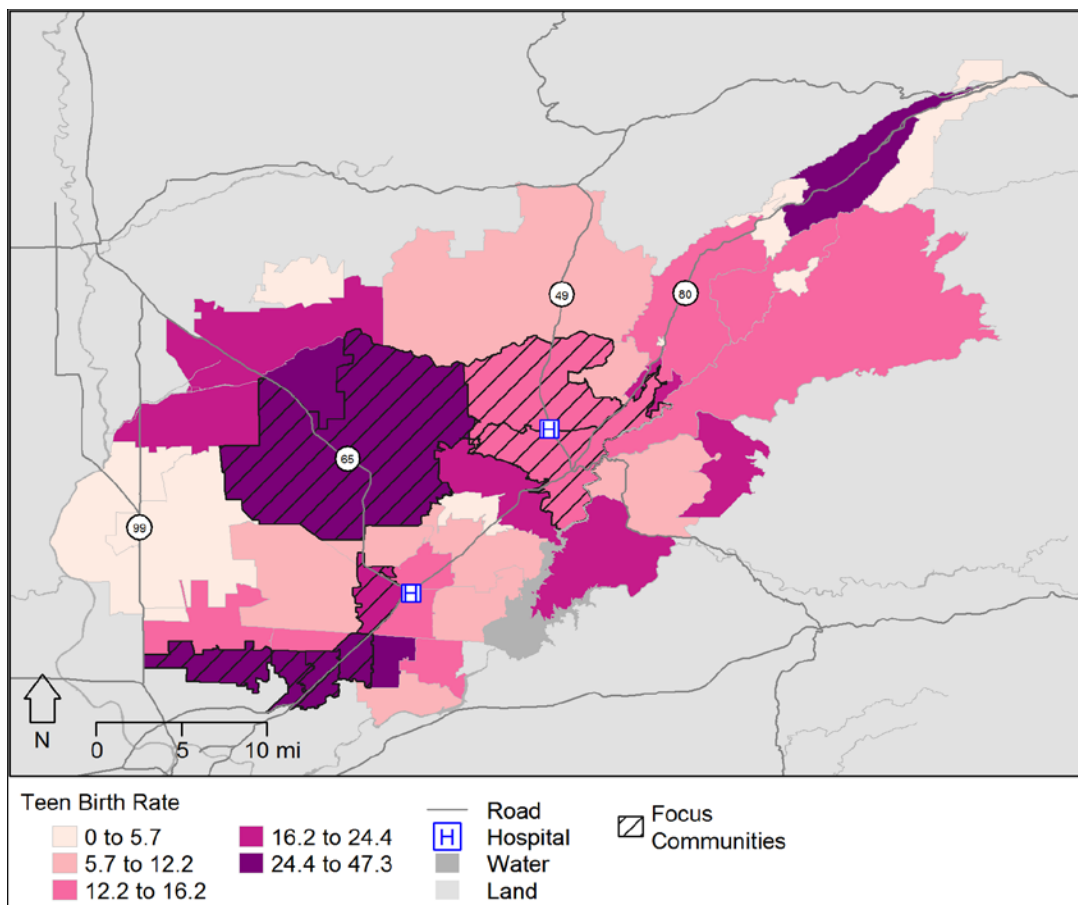 49
80
H
65
99
H
N
0 5 10 mi
Teen Birth Rate
0 to 5.7
5.7 to 12.2
12.2 to 16.2
16.2 to 24.4
24.4 to 47.3
Road
H Hospital
Water
Land
Focus
Communities